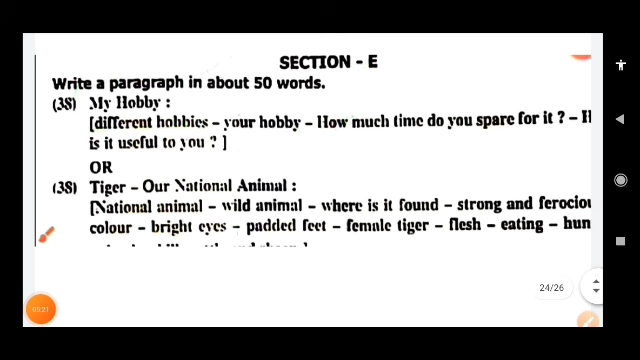 SECTION - E
Write a paragraph in about 50 words.
(38) My Hobby :
[different hobbies – your hobby – How much time do you spare for it ? –
is it useful to you ? ]
OR
(38) Tiger – Our National Animal :
[National animal – wild animal – where is it found – strong and
colour – bright eyes – padded feet – female tiger – flesh – eating –
24/26
03:21